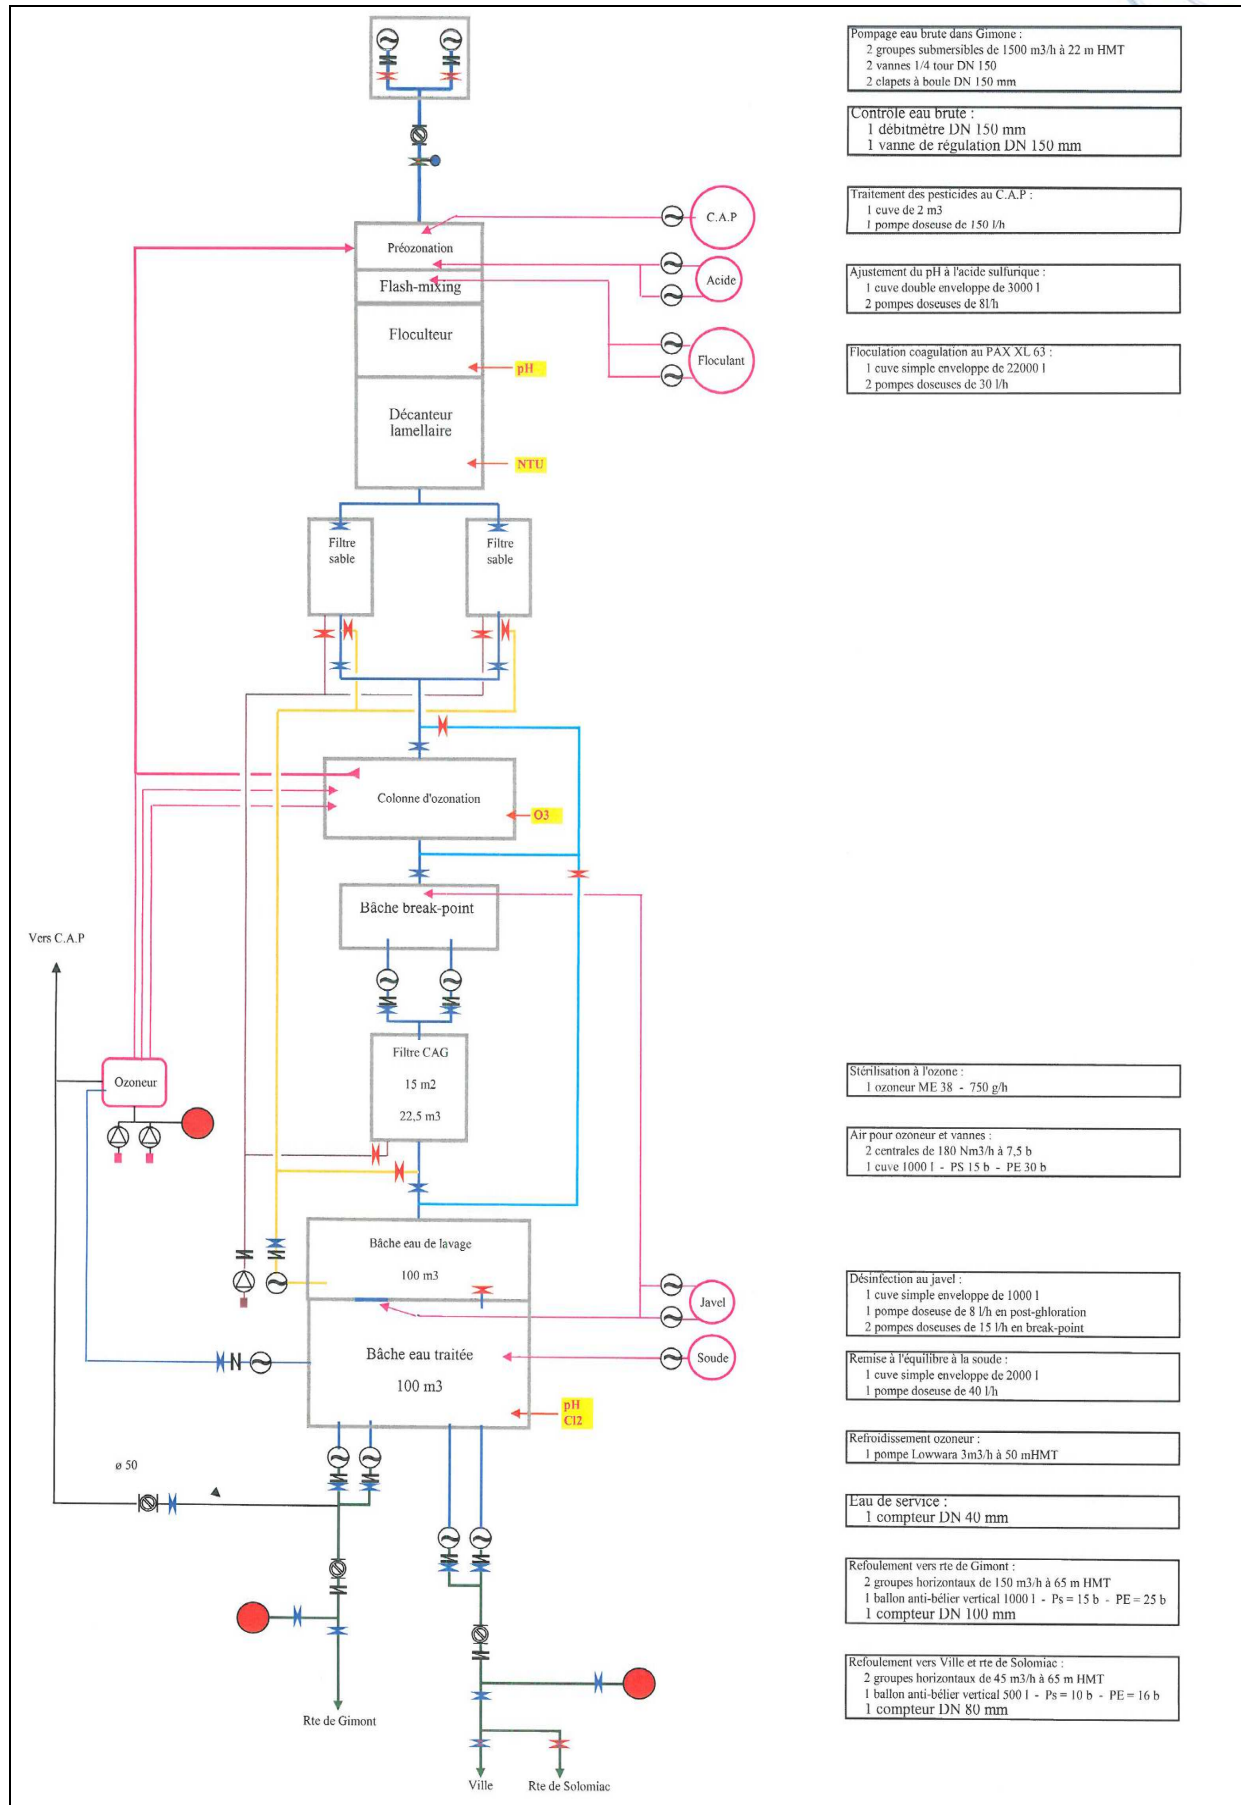 Pompage eau brute dans Gimone :
2 groupes submersibles de 1500 m3/h à 22 m HMT
2 vannes 1/4 tour DN 150
2 clapets à boule DN 150 mm
Contrôle eau brute :
1 débitmètre DN 150 mm
1 vanne de régulation DN 150 mm
Traitement des pesticides au C.A.P :
1 cuve de 2 m3
1 pompe doseuse de 150 l/h
C.A.P
Préozonation
Flash-mixing
Acide
Ajustement du pH à l'acide sulfurique :
1 cuve double enveloppe de 3000 l
2 pompes doseuses de 8l/h
Floculteur
pH
Floculant
Floculation coagulation au PAX XL 63 :
1 cuve simple enveloppe de 22000 l
2 pompes doseuses de 30 l/h
Décanteur
lamellaire
NTU
Filtre
sable
Filtre
sable
Colonne d'ozonation
O3
Bâche break-point
Vers C.A.P
Filtre CAG
15 m2
22,5 m3
Ozoneur
Stérilisation à l'ozone :
1 ozoneur ME 38 - 750 g/h
Air pour ozoneur et vannes :
2 centrales de 180 Nm3/h à 7,5 b
1 cuve 1000 l - PS 15 b - PE 30 b
Bâche eau de lavage
100 m3
Javel
Désinfection au javel :
1 cuve simple enveloppe de 1000 l
1 pompe doseuse de 8 l/h en post-ghloration
2 pompes doseuses de 15 l/h en break-point
Bâche eau traitée
100 m3
Soude
Remise à l'équilibre à la soude :
1 cuve simple enveloppe de 2000 l
1 pompe doseuse de 40 l/h
pH
Cl2
Refroidissement ozoneur :
1 pompe Lowwara 3m3/h à 50 mHMT
ø 50
Eau de service :
1 compteur DN 40 mm
Refoulement vers rte de Gimont :
2 groupes horizontaux de 150 m3/h à 65 m HMT
1 ballon anti-bélier vertical 1000 l - Ps = 15 b - PE = 25 b
1 compteur DN 100 mm
Refoulement vers Ville et rte de Solomiac :
2 groupes horizontaux de 45 m3/h à 65 m HMT
1 ballon anti-bélier vertical 500 l - Ps = 10 b - PE = 16 b
1 compteur DN 80 mm
Rte de Gimont
Ville
Rte de Solomiac